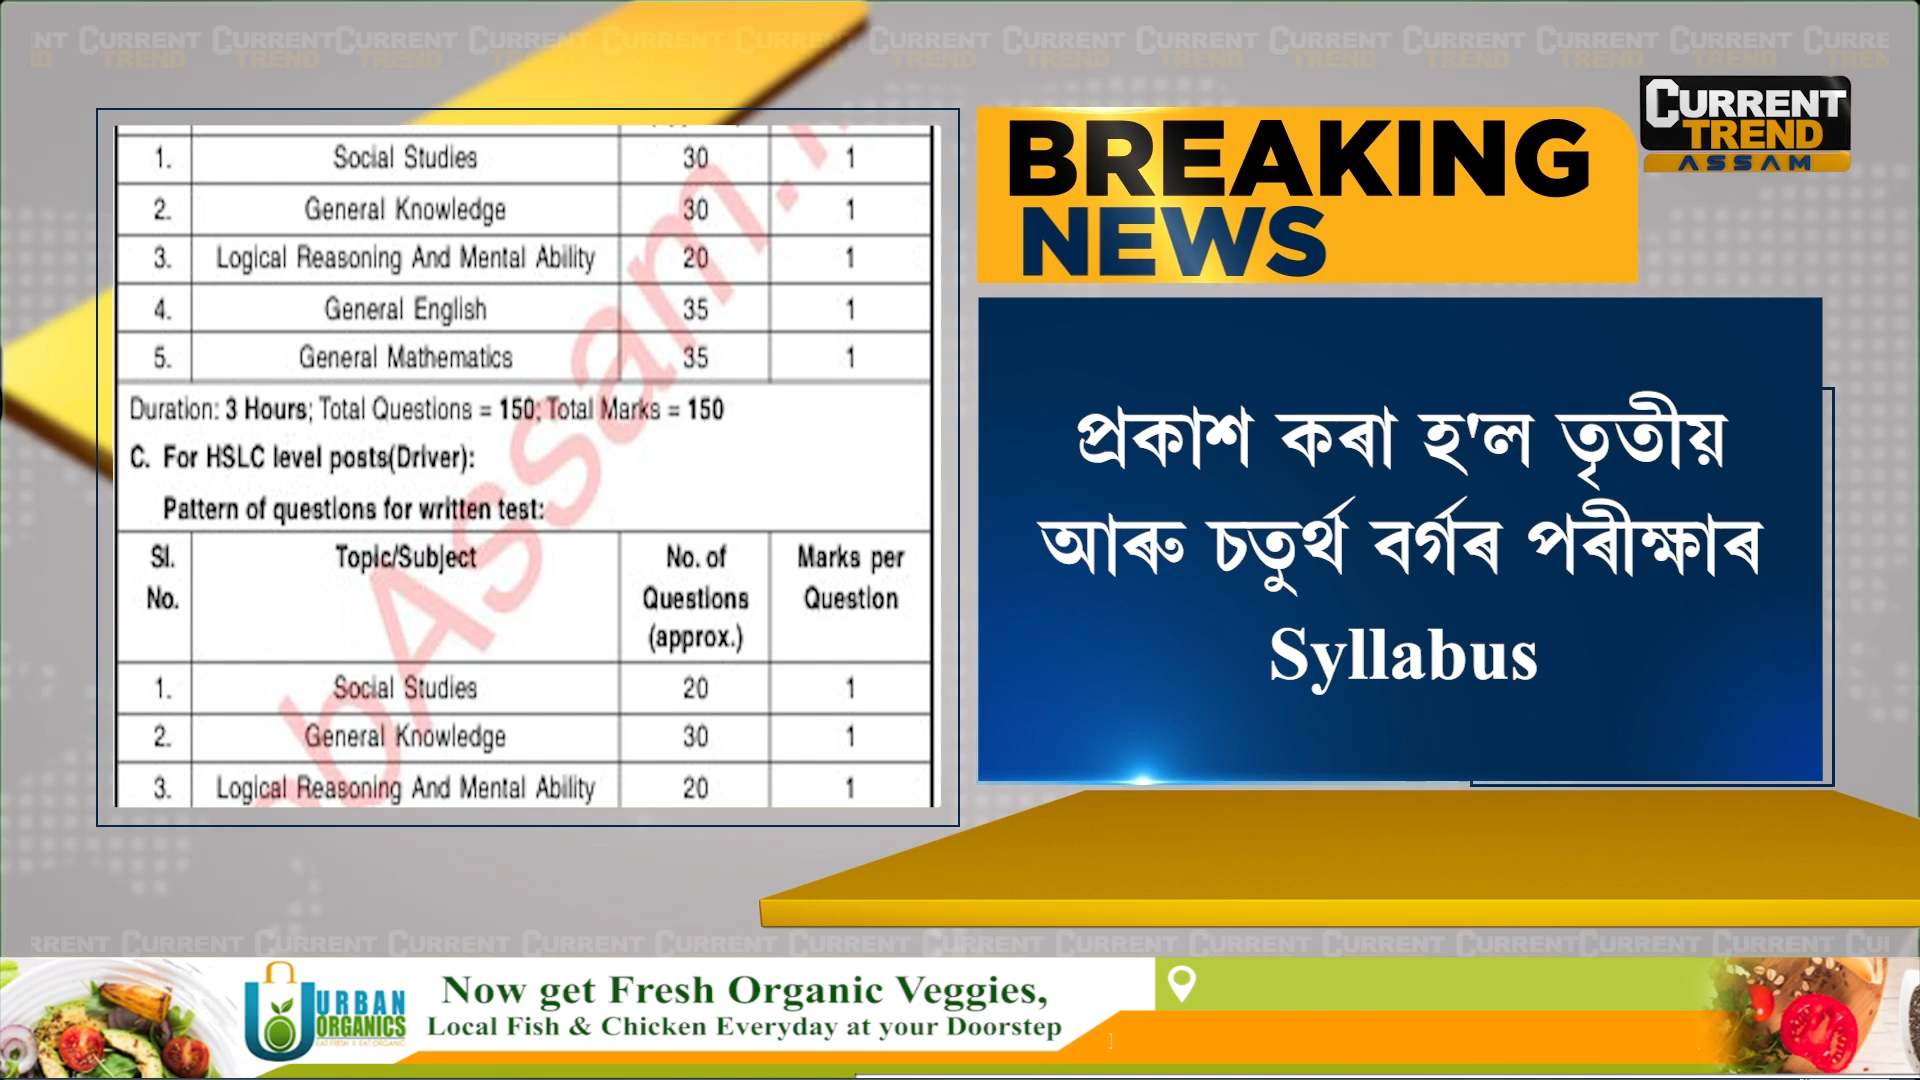 1. Social Studies 30 1
2. General Knowledge 30 1
3. Logical Reasoning And Mental Ability 20 1
4. General English 35 1
5. General Mathematics 35 1
Duration: 3 Hours; Total Questions = 150; Total Marks = 150
C. For HSLC level posts(Driver):
Pattern of questions for written test:
Sl. No. Topic/Subject No. of Questions (approx.) Marks per Question
1. Social Studies 20 1
2. General Knowledge 30 1
3. Logical Reasoning And Mental Ability 20 1
BREAKING
NEWS
CURRENT
TREND
ASSAM
প্ৰকাশ কৰা হ'ল তৃতীয়
আৰু চতুৰ্থ বৰ্গৰ পৰীক্ষাৰ
Syllabus
URBAN
ORGANICS
EAT FRESH & EAT ORGANIC
Now get Fresh Organic Veggies,
Local Fish & Chicken Everyday at your Doorstep